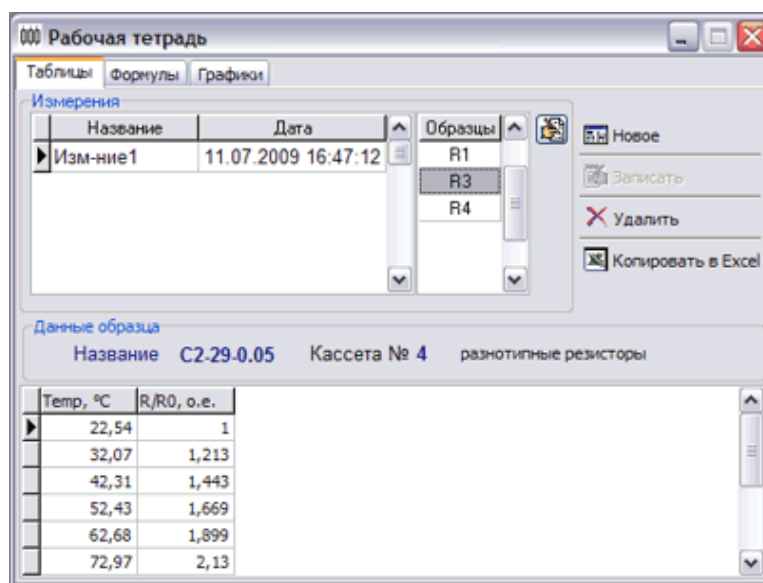 Рабочая тетрадь
Таблицы Формулы Графики
Измерения
Название Дата Образцы
Изм-ние1 11.07.2009 16:47:12 R1
R3
R4
Новое
Записать
Удалить
Копировать в Excel
Данные образца
Название С2-29-0.05 Кассета № 4 разнотипные резисторы
Temp, ºC R/R0, о.е.
22,54 1
32,07 1,213
42,31 1,443
52,43 1,669
62,68 1,899
72,97 2,13